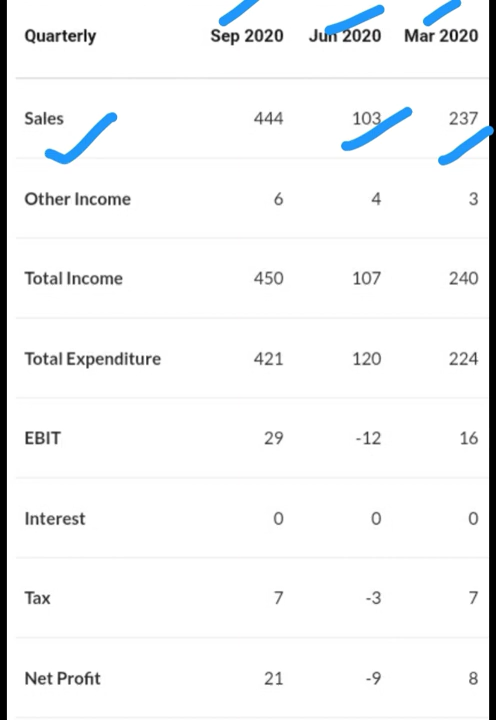 Quarterly Sep 2020 Jun 2020 Mar 2020
Sales 444 103 237
Other Income 6 4 3
Total Income 450 107 240
Total Expenditure 421 120 224
EBIT 29 -12 16
Interest 0 0 0
Tax 7 -3 7
Net Profit 21 -9 8